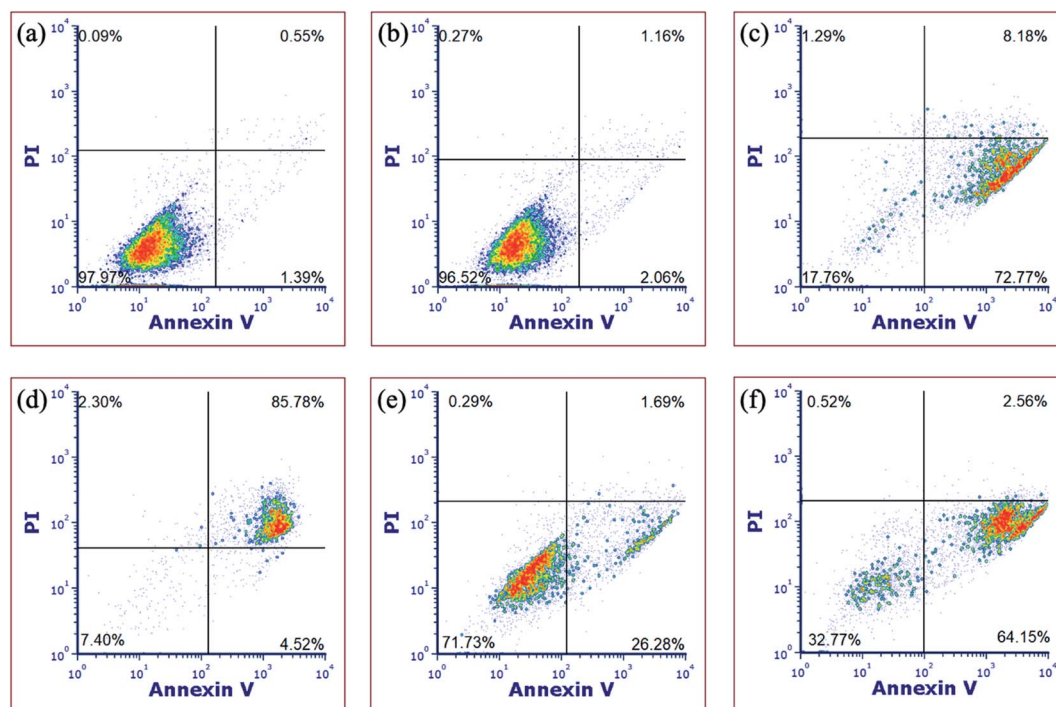 (a) 0.09% 0.55%
10⁴
10³
10²
10¹
10⁰
PI
97.97% 1.39%
10⁰ 10¹ 10² 10³ 10⁴
Annexin V
(b) 0.27% 1.16%
10⁴
10³
10²
10¹
10⁰
PI
96.52% 2.06%
10⁰ 10¹ 10² 10³ 10⁴
Annexin V
(c) 1.29% 8.18%
10⁴
10³
10²
10¹
10⁰
PI
17.76% 72.77%
10⁰ 10¹ 10² 10³ 10⁴
Annexin V
(d) 2.30% 85.78%
10⁴
10³
10²
10¹
10⁰
PI
7.40% 4.52%
10⁰ 10¹ 10² 10³ 10⁴
Annexin V
(e) 0.29% 1.69%
10⁴
10³
10²
10¹
10⁰
PI
71.73% 26.28%
10⁰ 10¹ 10² 10³ 10⁴
Annexin V
(f) 0.52% 2.56%
10⁴
10³
10²
10¹
10⁰
PI
32.77% 64.15%
10⁰ 10¹ 10² 10³ 10⁴
Annexin V